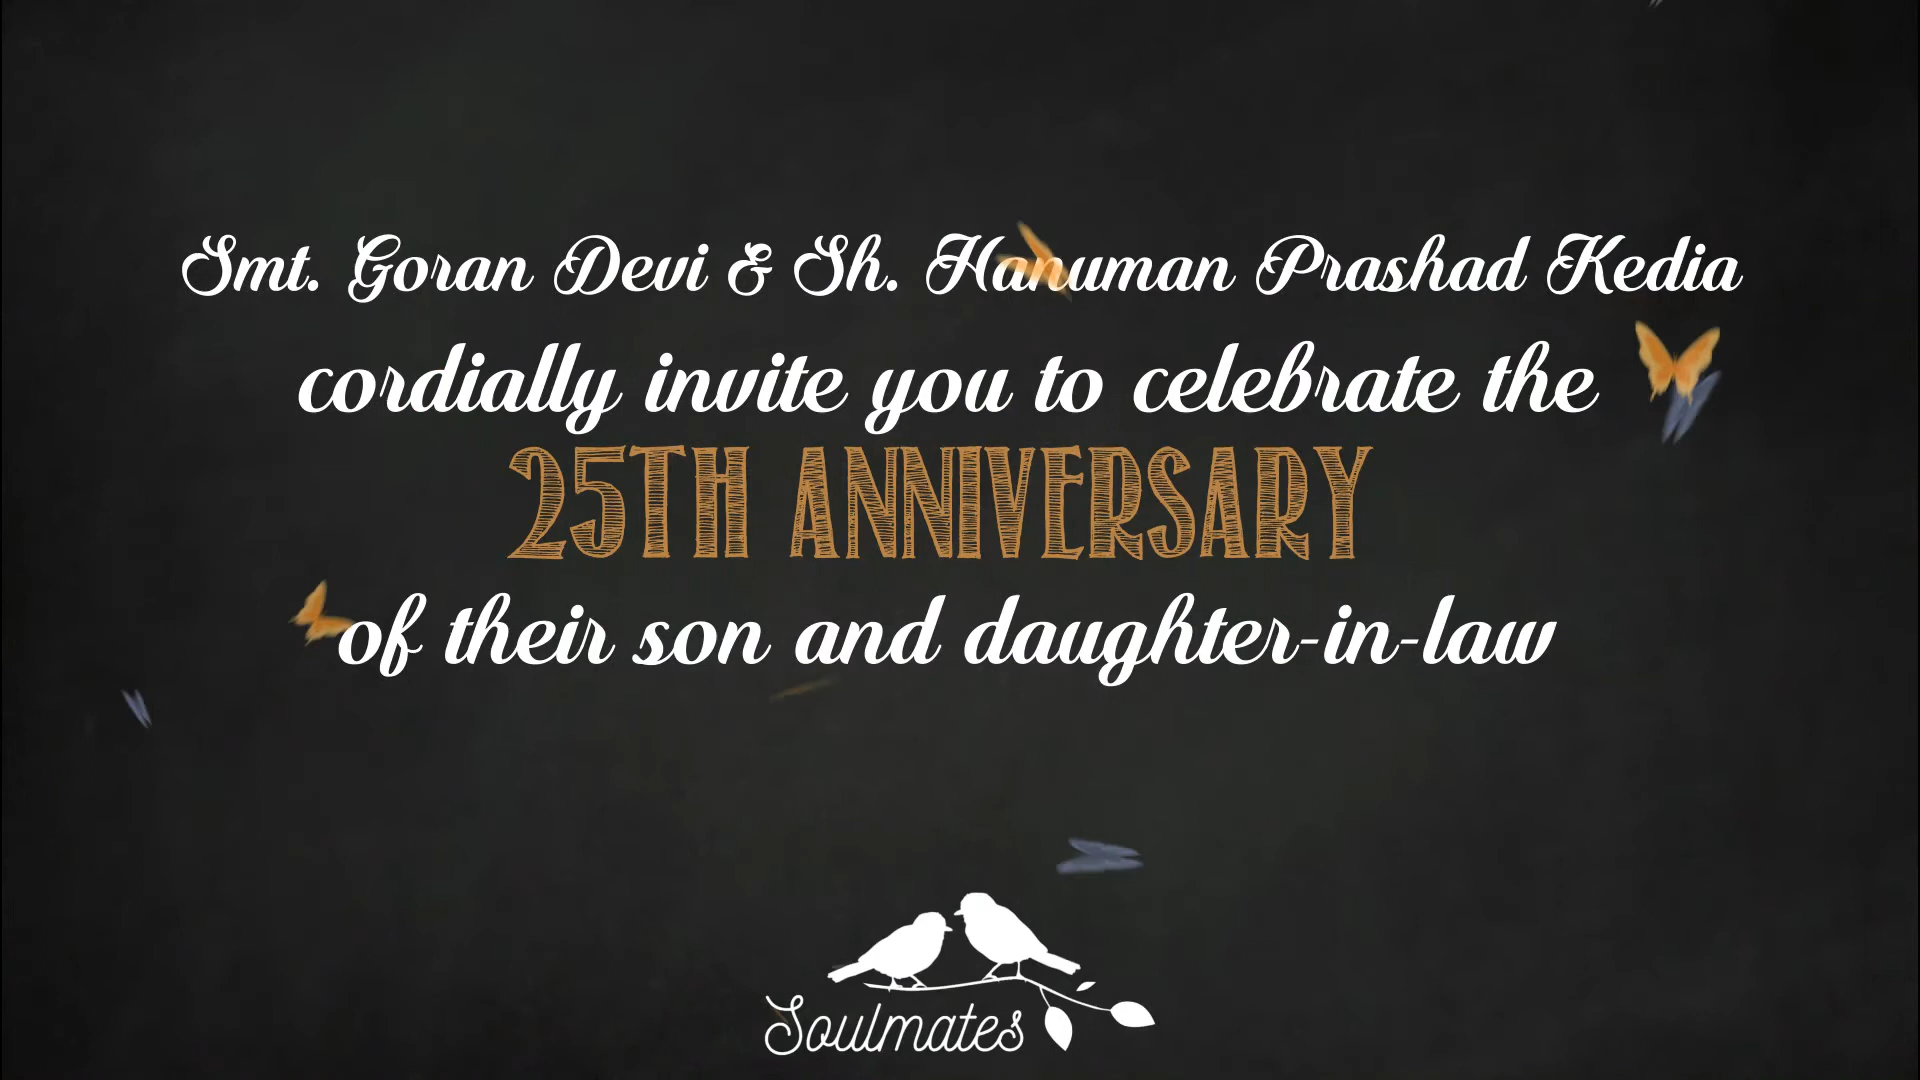 Smt. Goran Devi & Sh. Hanuman Prashad Kedia
cordially invite you to celebrate the
25TH ANNIVERSARY
of their son and daughter-in-law
Soulmates